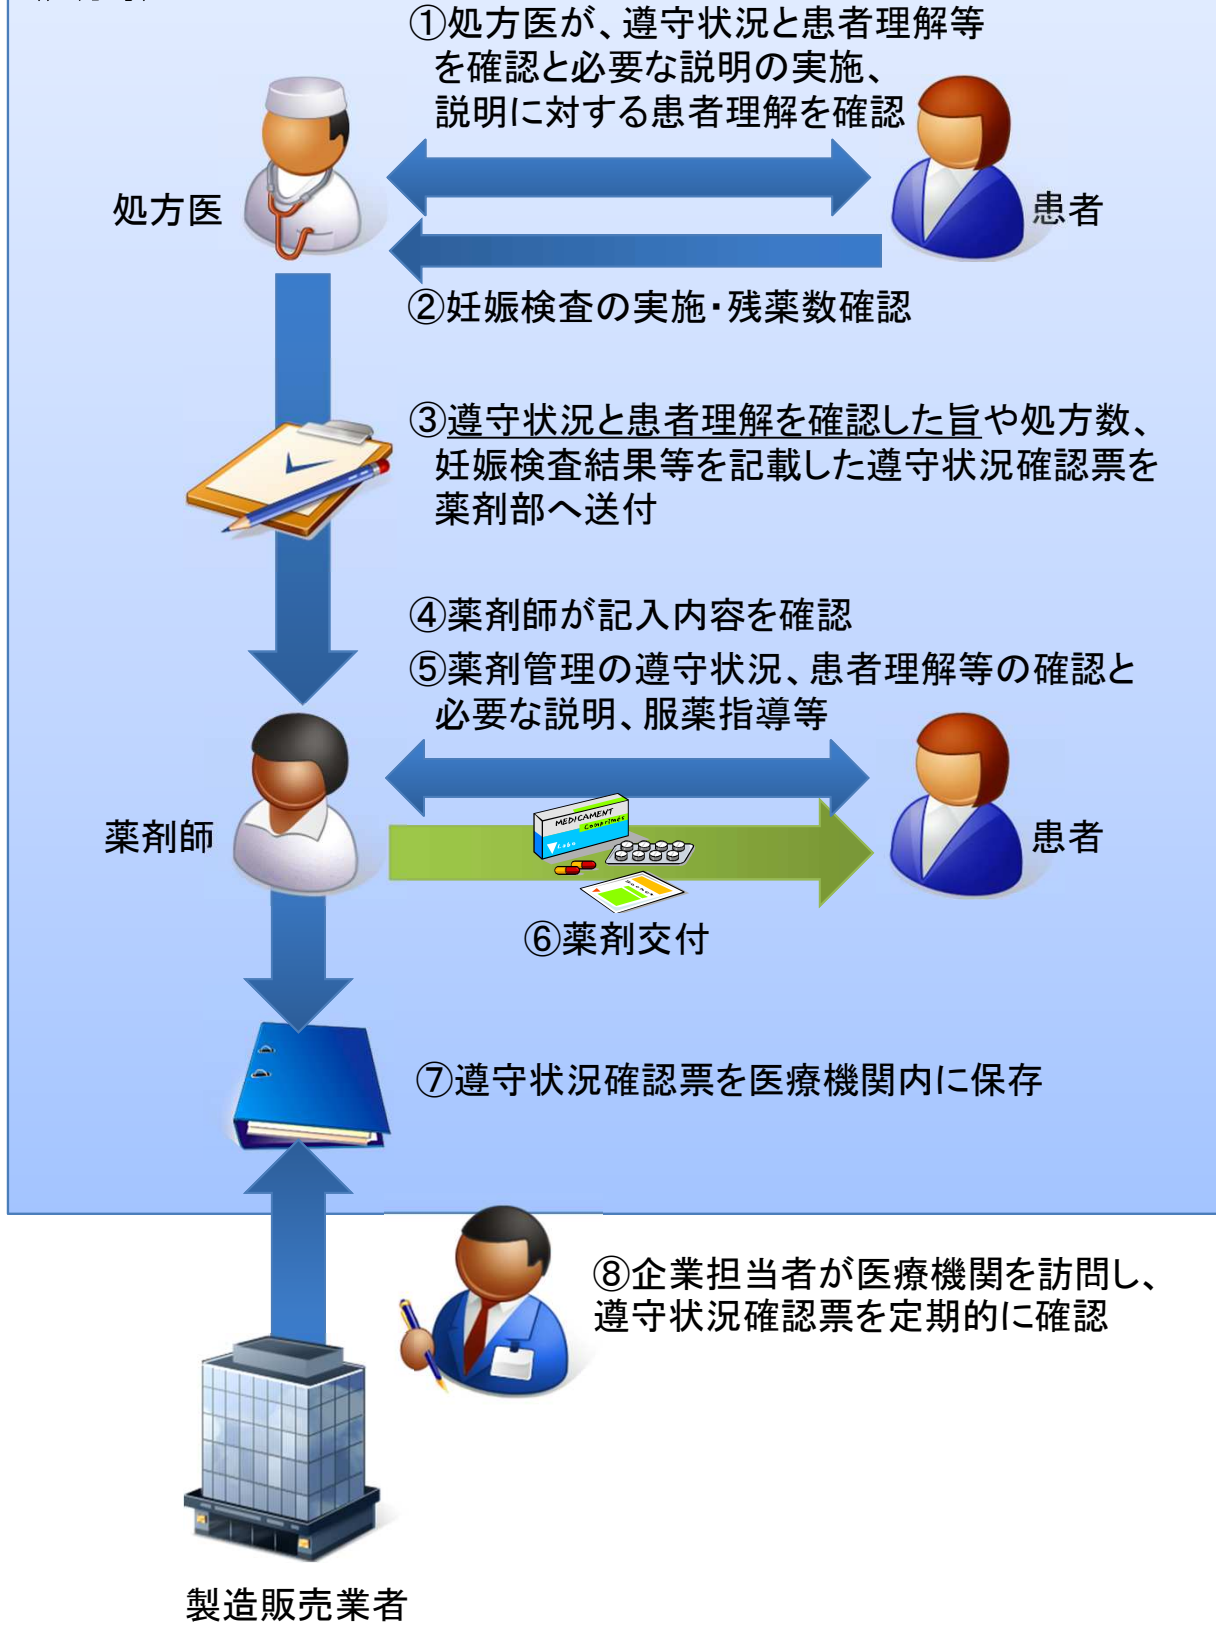 ①処方医が、遵守状況と患者理解等
を確認と必要な説明の実施、
説明に対する患者理解を確認
処方医
患者
②妊娠検査の実施・残薬数確認
③遵守状況と患者理解を確認した旨や処方数、
妊娠検査結果等を記載した遵守状況確認票を
薬剤部へ送付
④薬剤師が記入内容を確認
⑤薬剤管理の遵守状況、患者理解等の確認と
必要な説明、服薬指導等
MEDICAMENT
Comprimés
Labo
薬剤師
患者
⑥薬剤交付
⑦遵守状況確認票を医療機関内に保存
⑧企業担当者が医療機関を訪問し、
遵守状況確認票を定期的に確認
製造販売業者